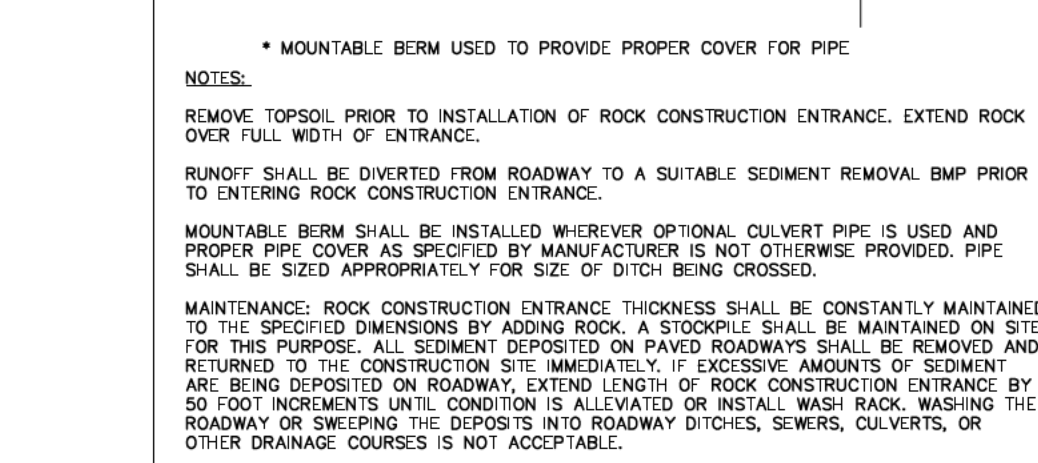 * MOUNTABLE BERM USED TO PROVIDE PROPER COVER FOR PIPE
NOTES:
REMOVE TOPSOIL PRIOR TO INSTALLATION OF ROCK CONSTRUCTION ENTRANCE. EXTEND ROCK
OVER FULL WIDTH OF ENTRANCE.
RUNOFF SHALL BE DIVERTED FROM ROADWAY TO A SUITABLE SEDIMENT REMOVAL BMP PRIOR
TO ENTERING ROCK CONSTRUCTION ENTRANCE.
MOUNTABLE BERM SHALL BE INSTALLED WHEREVER OPTIONAL CULVERT PIPE IS USED AND
PROPER PIPE COVER AS SPECIFIED BY MANUFACTURER IS NOT OTHERWISE PROVIDED. PIPE
SHALL BE SIZED APPROPRIATELY FOR SIZE OF DITCH BEING CROSSED.
MAINTENANCE: ROCK CONSTRUCTION ENTRANCE THICKNESS SHALL BE CONSTANTLY MAINTAINED
TO THE SPECIFIED DIMENSIONS BY ADDING ROCK. A STOCKPILE SHALL BE MAINTAINED ON SITE
FOR THIS PURPOSE. ALL SEDIMENT DEPOSITED ON PAVED ROADWAYS SHALL BE REMOVED AND
RETURNED TO THE CONSTRUCTION SITE IMMEDIATELY. IF EXCESSIVE AMOUNTS OF SEDIMENT
ARE BEING DEPOSITED ON ROADWAY, EXTEND LENGTH OF ROCK CONSTRUCTION ENTRANCE BY
50 FOOT INCREMENTS UNTIL CONDITION IS ALLEVIATED OR INSTALL WASH RACK. WASHING THE
ROADWAY OR SWEEPING THE DEPOSITS INTO ROADWAY DITCHES, SEWERS, CULVERTS, OR
OTHER DRAINAGE COURSES IS NOT ACCEPTABLE.